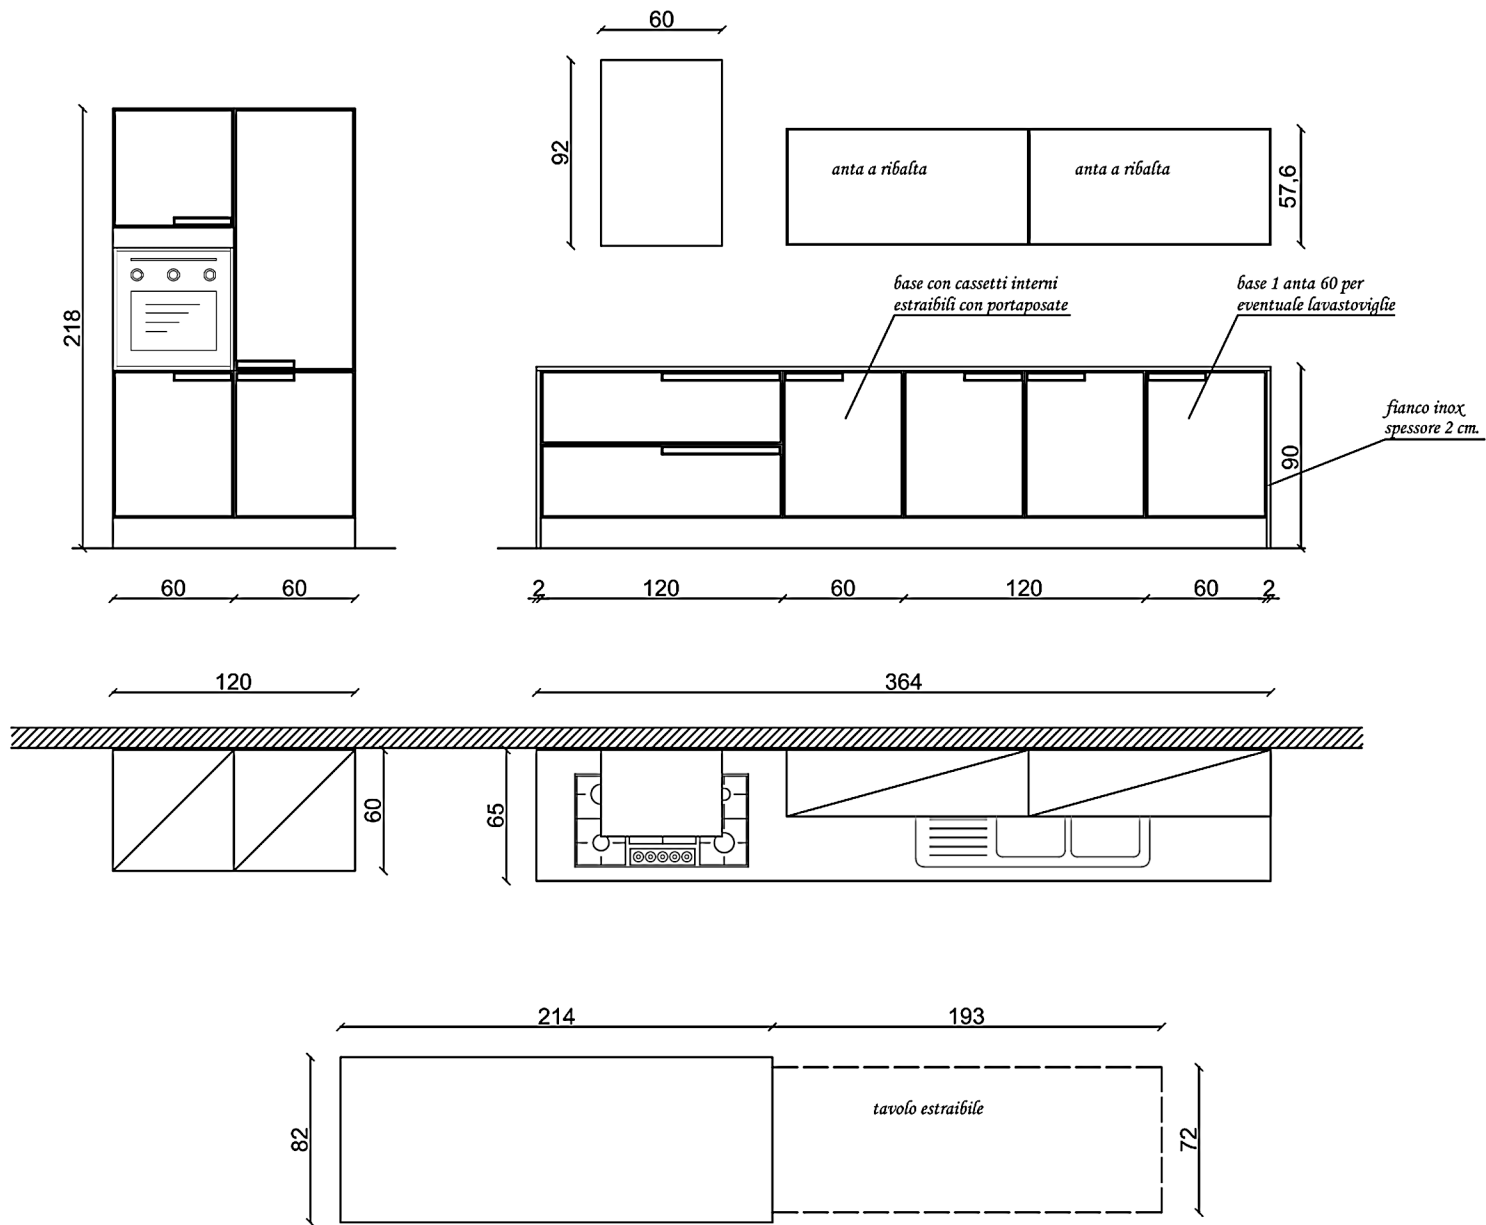 60
92
anta a ribalta
anta a ribalta
57,6
218
base con cassetti interni
estraibili con portaposate
base 1 anta 60 per
eventuale lavastoviglie
fianco inox
spessore 2 cm.
90
60
60
2
120
60
120
60
2
120
364
60
65
214
193
82
tavolo estraibile
72